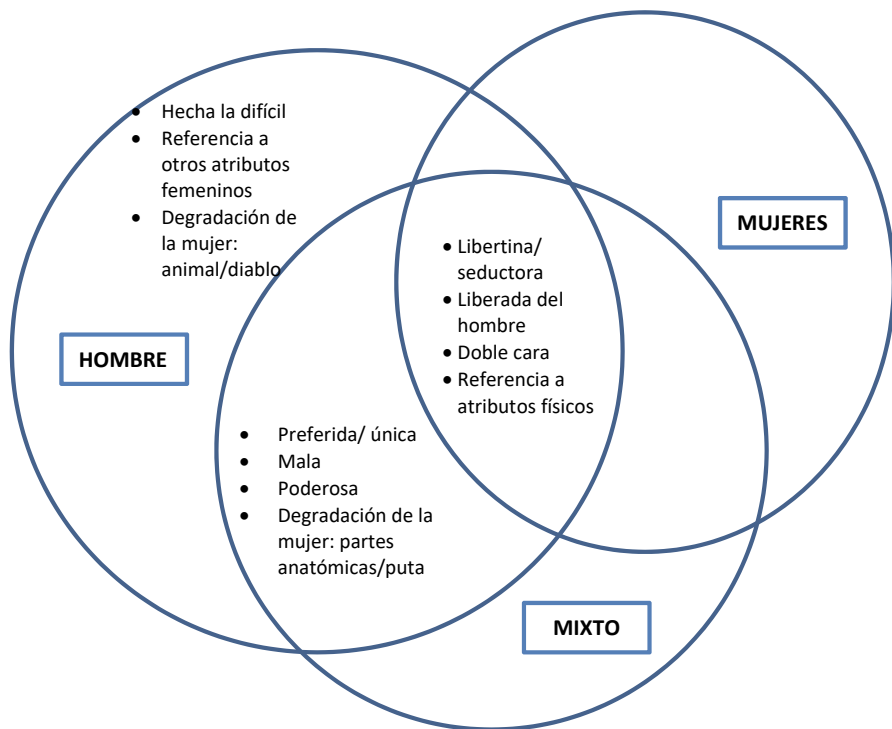 • Hecha la difícil
• Referencia a
otros atributos
femeninos
• Degradación de
la mujer:
animal/diablo
MUJERES
• Libertina/
seductora
• Liberada del
hombre
• Doble cara
• Referencia a
atributos físicos
HOMBRE
• Preferida/ única
• Mala
• Poderosa
• Degradación de la
mujer: partes
anatómicas/puta
MIXTO